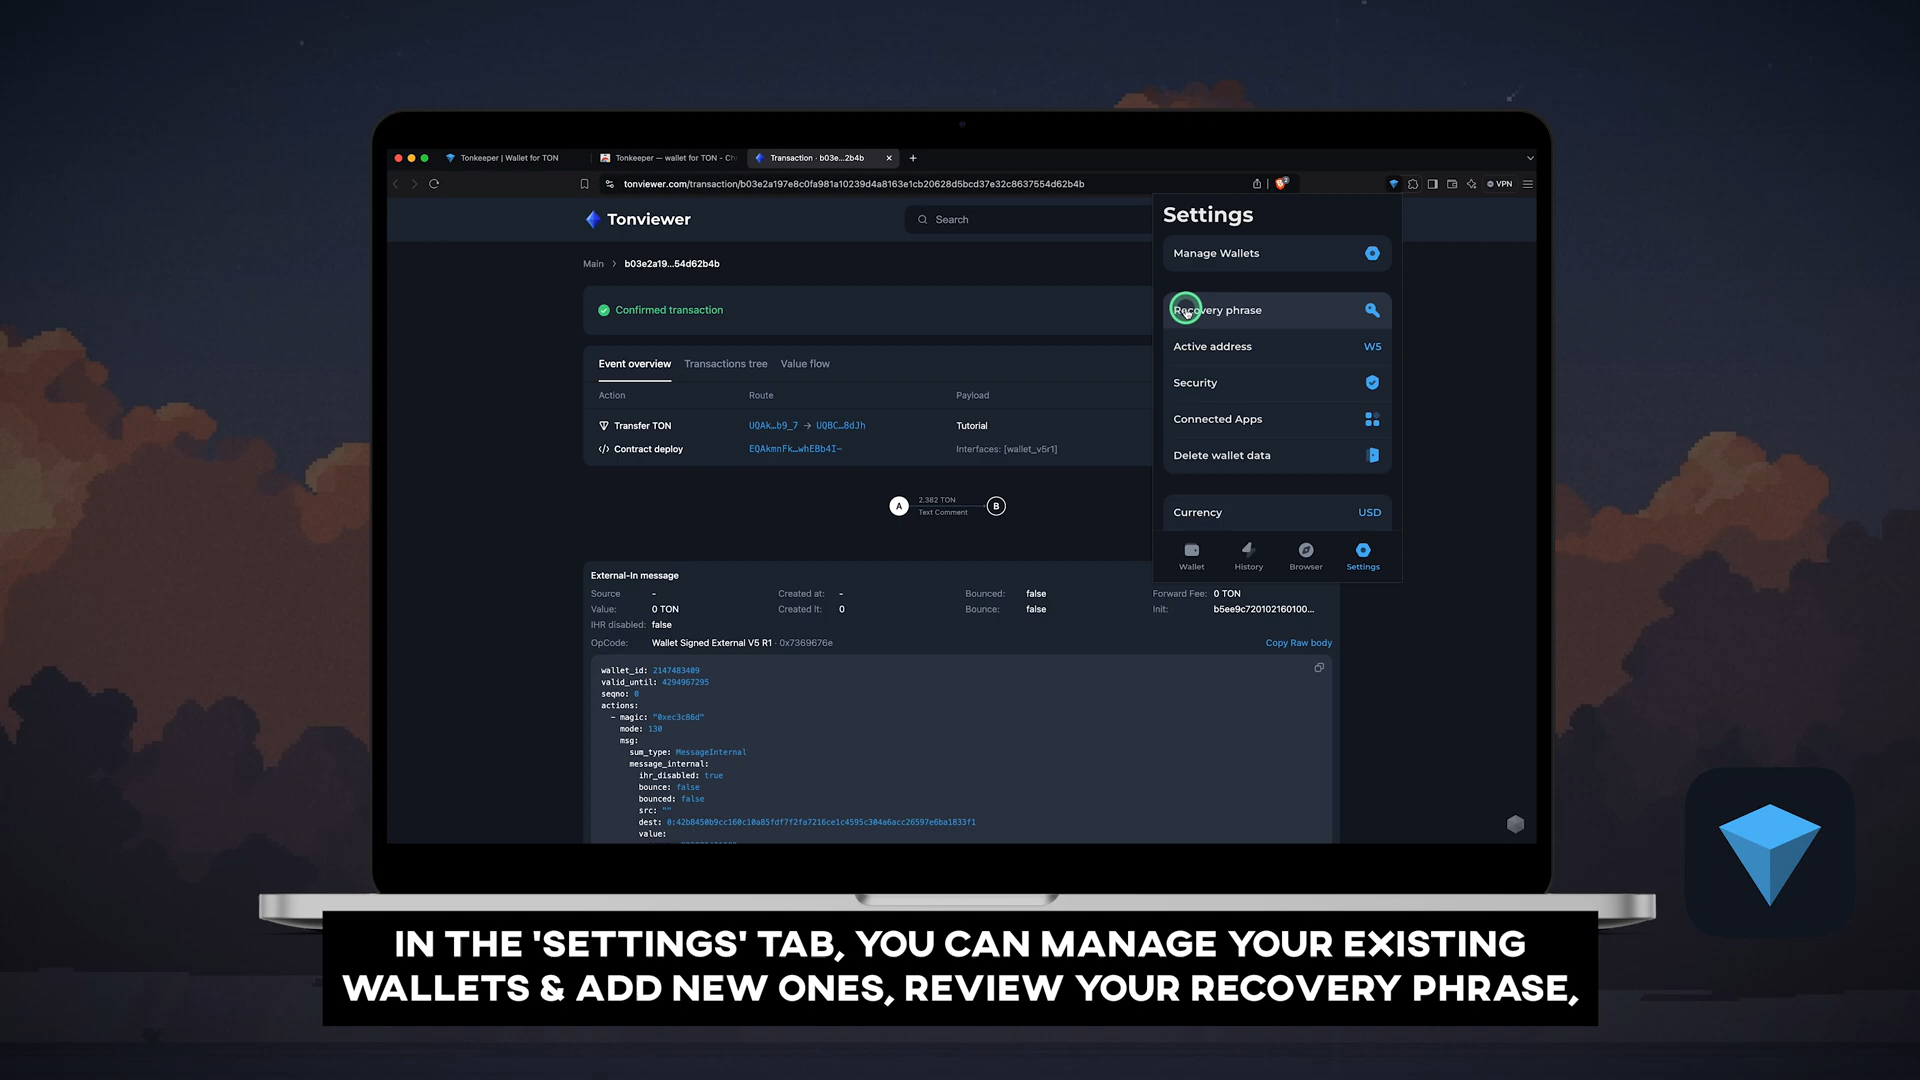 Tonkeeper | Wallet for TON
Tonkeeper — wallet for TON - Ch
Transaction · b03e...2b4b
tonviewer.com/transaction/b03e2a197e8c0fa981a10239d4a8163e1cb20628d5bcd37e32c8637554d62b4b
VPN
Tonviewer
Search
Main > b03e2a19...54d62b4b
Confirmed transaction
Event overview Transactions tree Value flow
Action Route Payload
Transfer TON UQAk…b9_7 → UQBC…8dJh Tutorial
Contract deploy EQAkmnFk…whEBb4I- Interfaces: [wallet_v5r1]
A 2.382 TON B
Text Comment
External-In message
Source - Created at: - Bounced: false Forward Fee: 0 TON
Value: 0 TON Created lt: 0 Bounce: false Init: b5ee9c720102160100...
IHR disabled: false
OpCode: Wallet Signed External V5 R1 · 0x7369676e Copy Raw body
wallet_id: 2147483409
valid_until: 4294967295
seqno: 0
actions:
- magic: "0xec3c86d"
mode: 130
msg:
sum_type: MessageInternal
message_internal:
ihr_disabled: true
bounce: false
bounced: false
src: ""
dest: 0:42b8450b9cc160c10a85fdf7f2fa7216ce1c4595c304a6acc26597e6ba1833f1
value:
Settings
Manage Wallets
Recovery phrase
Active address W5
Security
Connected Apps
Delete wallet data
Currency USD
Wallet History Browser Settings
IN THE 'SETTINGS' TAB, YOU CAN MANAGE YOUR EXISTING
WALLETS & ADD NEW ONES, REVIEW YOUR RECOVERY PHRASE,